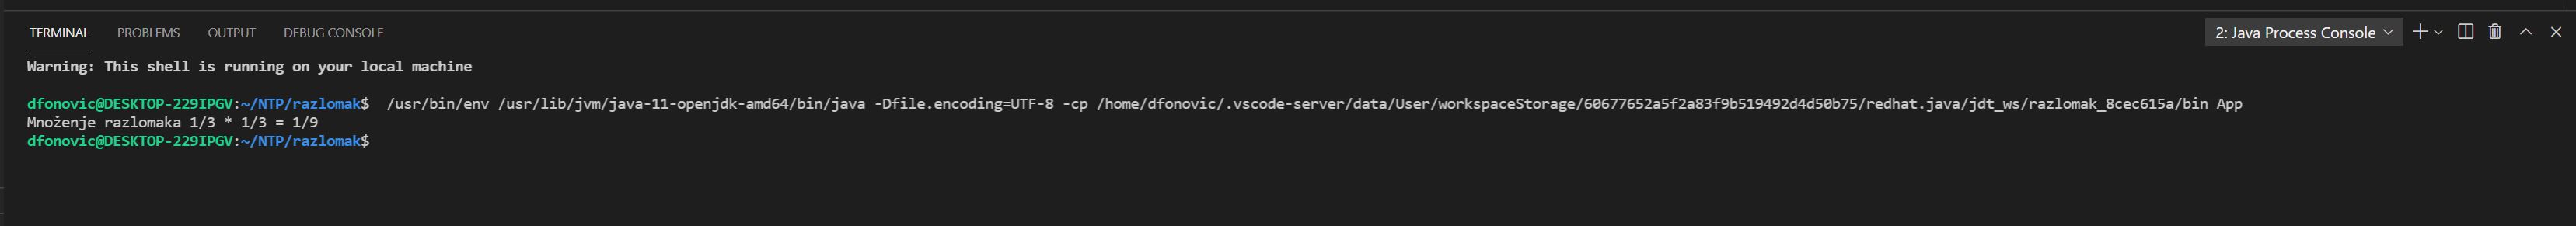 TERMINAL PROBLEMS OUTPUT DEBUG CONSOLE 2: Java Process Console
Warning: This shell is running on your local machine
dfonovic@DESKTOP-229IPGV:~/NTP/razlomak$  /usr/bin/env /usr/lib/jvm/java-11-openjdk-amd64/bin/java -Dfile.encoding=UTF-8 -cp /home/dfonovic/.vscode-server/data/User/workspaceStorage/60677652a5f2a83f9b519492d4d50b75/redhat.java/jdt_ws/razlomak_8cec615a/bin App
Množenje razlomaka 1/3 * 1/3 = 1/9
dfonovic@DESKTOP-229IPGV:~/NTP/razlomak$